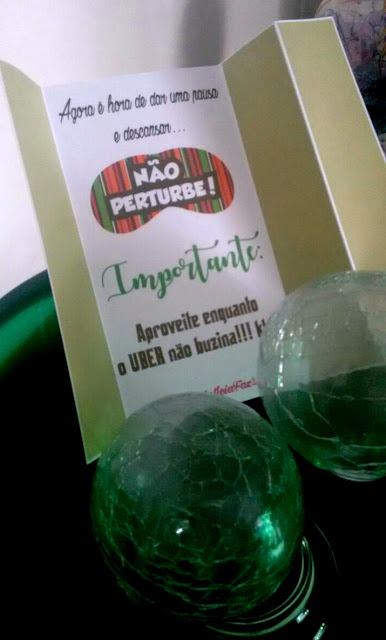 Agora é hora de dar uma pausa
e descansar...
NÃO
PERTURBE!
Importante:
Aproveite enquanto
o UBER não buzina!!!